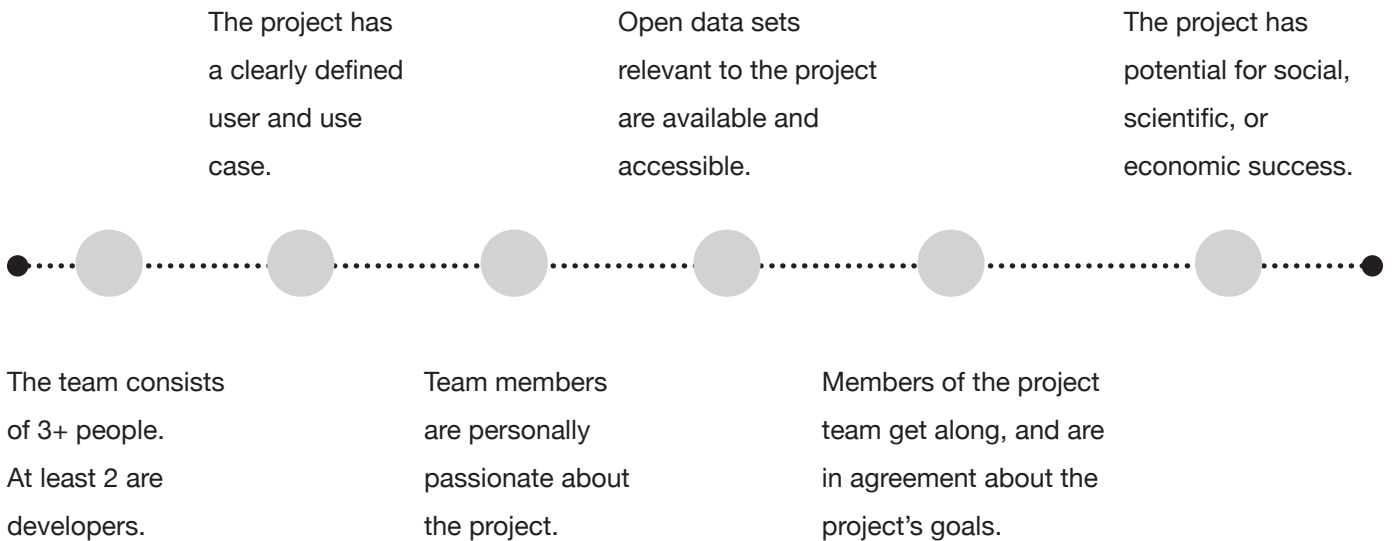 The project has
a clearly defined
user and use
case.
Open data sets
relevant to the project
are available and
accessible.
The project has
potential for social,
scientific, or
economic success.
The team consists
of 3+ people.
At least 2 are
developers.
Team members
are personally
passionate about
the project.
Members of the project
team get along, and are
in agreement about the
project’s goals.